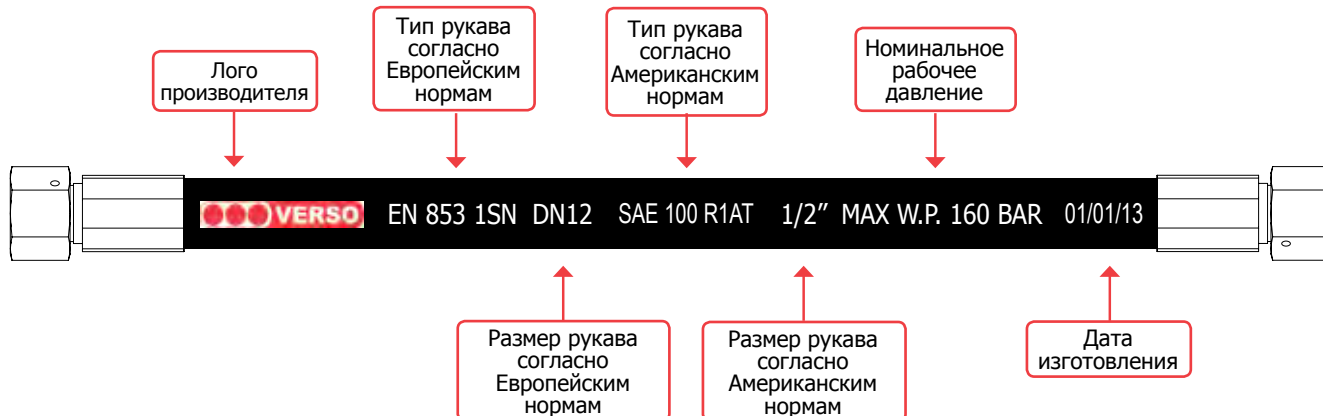 Лого
производителя
Тип рукава
согласно
Европейским
нормам
Тип рукава
согласно
Американским
нормам
Номинальное
рабочее
давление
VERSO EN 853 1SN DN12 SAE 100 R1AT 1/2” MAX W.P. 160 BAR 01/01/13
Размер рукава
согласно
Европейским
нормам
Размер рукава
согласно
Американским
нормам
Дата
изготовления